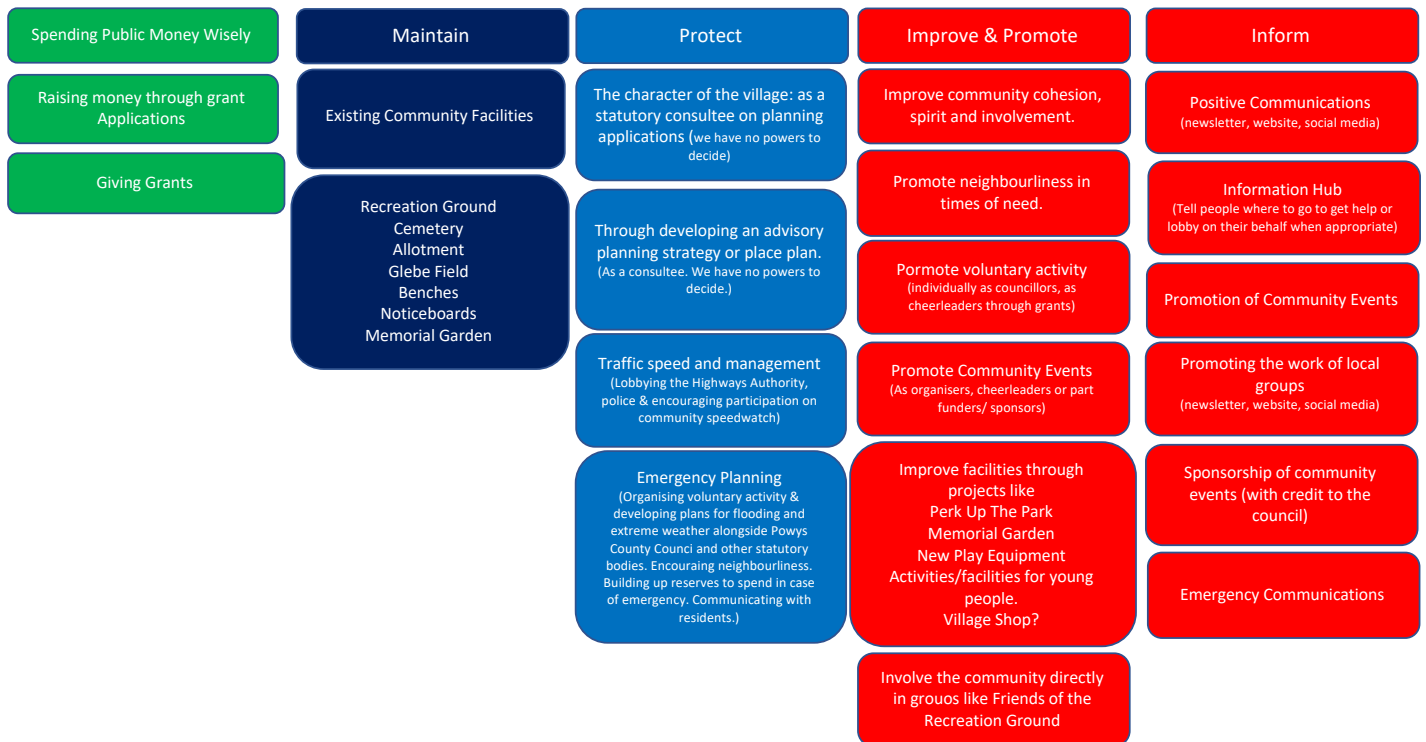 Spending Public Money Wisely
Raising money through grant
Applications
Giving Grants
Maintain
Existing Community Facilities
Recreation Ground
Cemetery
Allotment
Glebe Field
Benches
Noticeboards
Memorial Garden
Protect
The character of the village: as a
statutory consultee on planning
applications (we have no powers to
decide)
Through developing an advisory
planning strategy or place plan.
(As a consultee. We have no powers to
decide.)
Traffic speed and management
(Lobbying the Highways Authority,
police & encouraging participation on
community speedwatch)
Emergency Planning
(Organising voluntary activity &
developing plans for flooding and
extreme weather alongside Powys
County Counci and other statutory
bodies. Encouraing neighbourliness.
Building up reserves to spend in case
of emergency. Communicating with
residents.)
Improve & Promote
Improve community cohesion,
spirit and involvement.
Promote neighbourliness in
times of need.
Pormote voluntary activity
(individually as councillors, as
cheerleaders through grants)
Promote Community Events
(As organisers, cheerleaders or part
funders/ sponsors)
Improve facilities through
projects like
Perk Up The Park
Memorial Garden
New Play Equipment
Activities/facilities for young
people.
Village Shop?
Involve the community directly
in grouos like Friends of the
Recreation Ground
Inform
Positive Communications
(newsletter, website, social media)
Information Hub
(Tell people where to go to get help or
lobby on their behalf when appropriate)
Promotion of Community Events
Promoting the work of local
groups
(newsletter, website, social media)
Sponsorship of community
events (with credit to the
council)
Emergency Communications